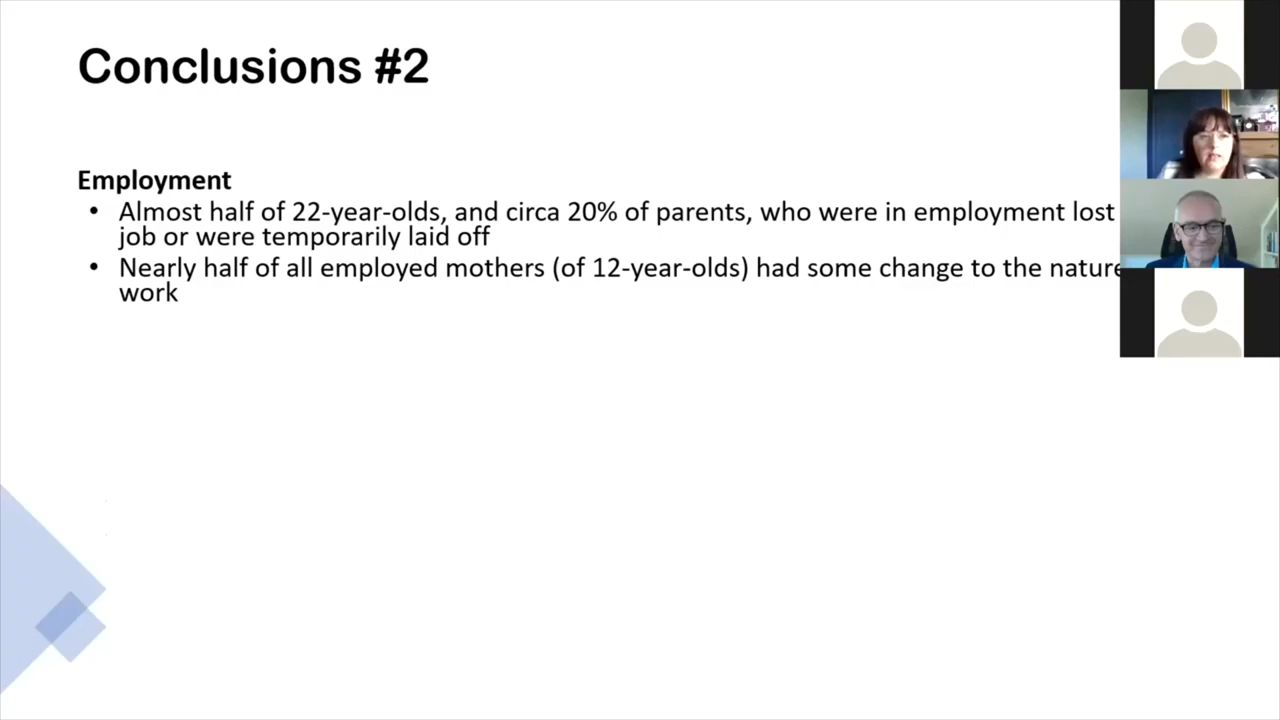 Conclusions #2
Employment
• Almost half of 22-year-olds, and circa 20% of parents, who were in employment lost
job or were temporarily laid off
• Nearly half of all employed mothers (of 12-year-olds) had some change to the nature
work